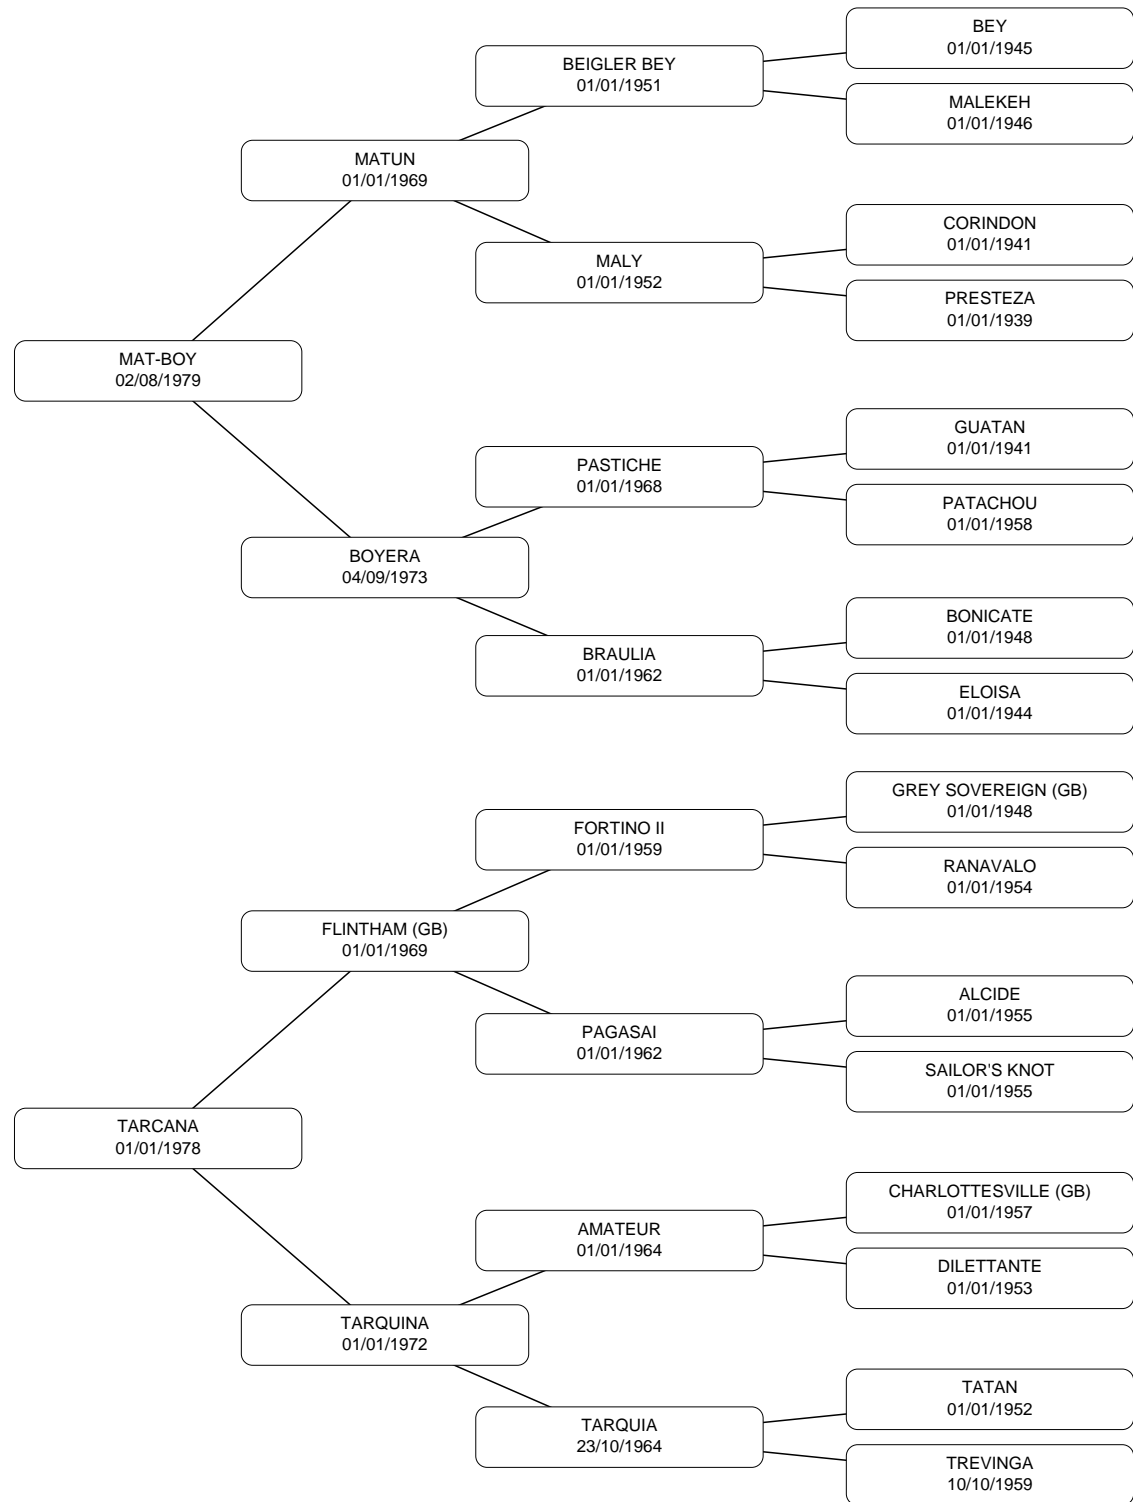 BEY
01/01/1945
BEIGLER BEY
01/01/1951
MALEKEH
01/01/1946
MATUN
01/01/1969
CORINDON
01/01/1941
MALY
01/01/1952
PRESTEZA
01/01/1939
MAT-BOY
02/08/1979
GUATAN
01/01/1941
PASTICHE
01/01/1968
PATACHOU
01/01/1958
BOYERA
04/09/1973
BONICATE
01/01/1948
BRAULIA
01/01/1962
ELOISA
01/01/1944
GREY SOVEREIGN (GB)
01/01/1948
FORTINO II
01/01/1959
RANAVALO
01/01/1954
FLINTHAM (GB)
01/01/1969
ALCIDE
01/01/1955
PAGASAI
01/01/1962
SAILOR'S KNOT
01/01/1955
TARCANA
01/01/1978
CHARLOTTESVILLE (GB)
01/01/1957
AMATEUR
01/01/1964
DILETTANTE
01/01/1953
TARQUINA
01/01/1972
TATAN
01/01/1952
TARQUIA
23/10/1964
TREVINGA
10/10/1959